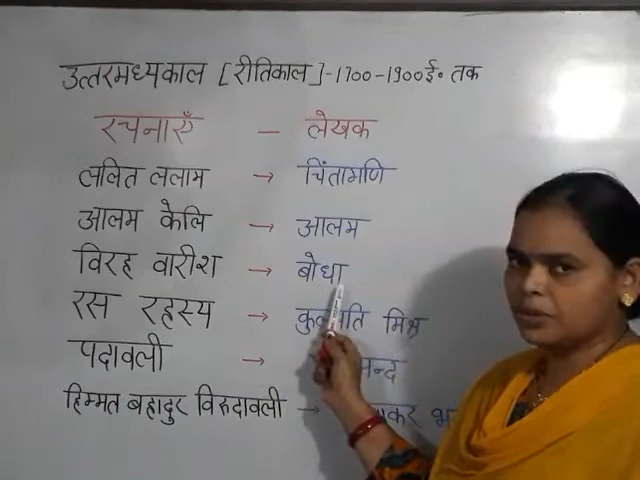 उत्तरमध्यकाल [रीतिकाल]-1700-1900ई॰ तक
रचनाएँ - लेखक
ललित ललाम → चिंतामणि
आलम केलि → आलम
विरह वारीश → बोधा
रस रहस्य → मिश्र
पदावली →
हिम्मत बहादुर विरुदावली →